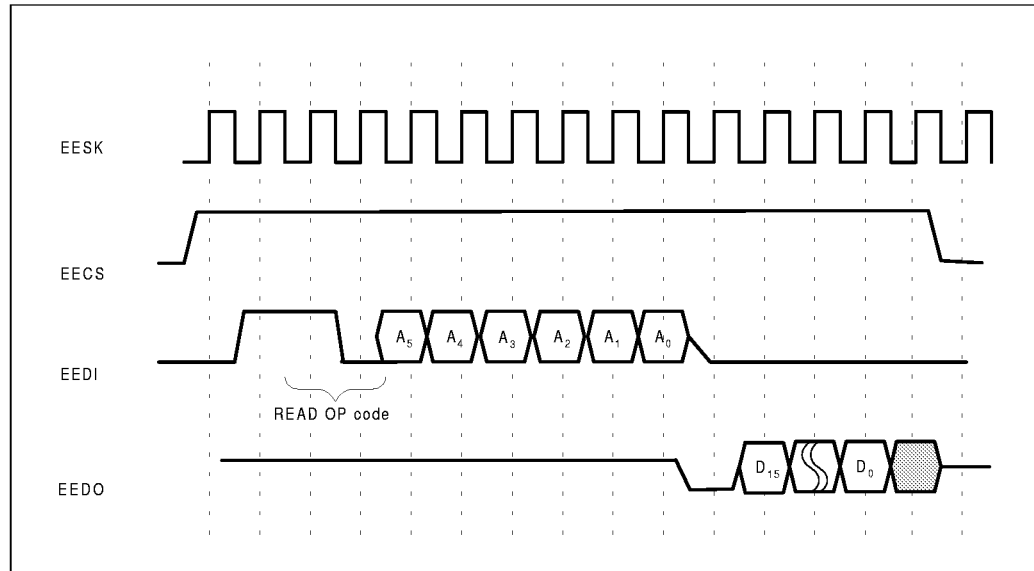 EESK
EECS
EEDI
A₅ A₄ A₃ A₂ A₁ A₀
READ OP code
EEDO
D₁₅ D₀